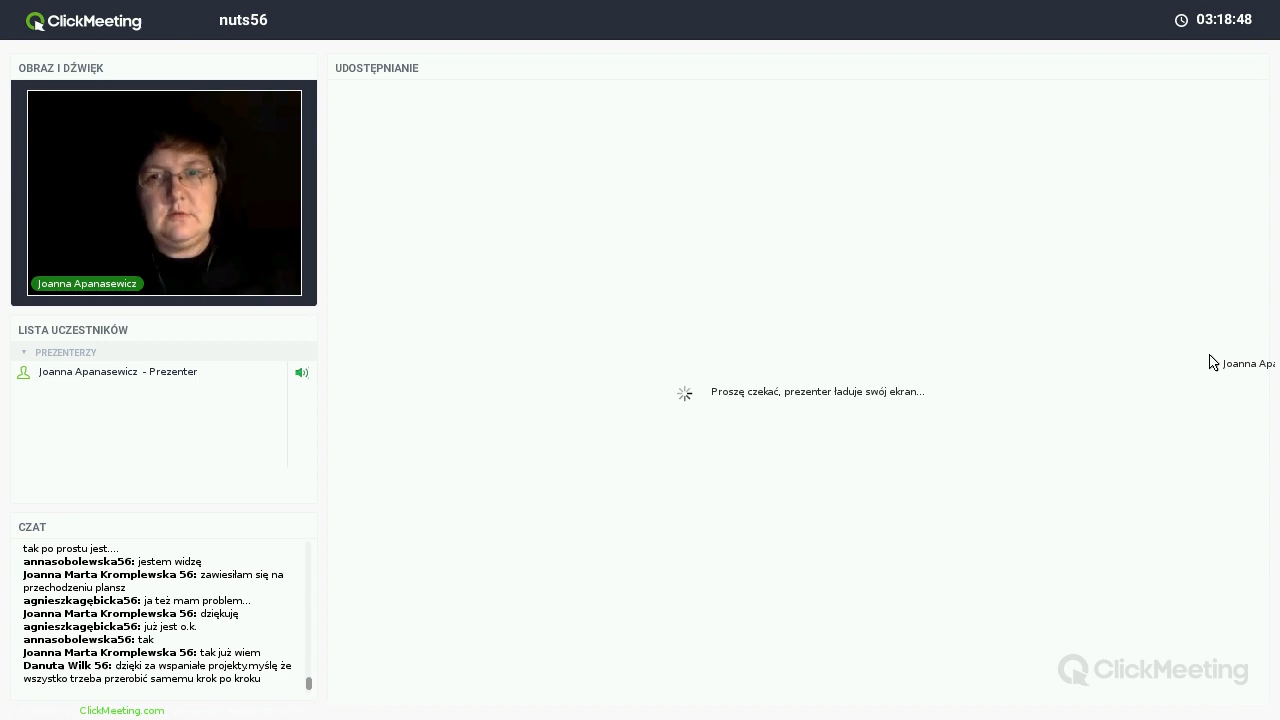 ClickMeeting
nuts56
03:18:48
OBRAZ I DŹWIĘK
Joanna Apanasewicz
LISTA UCZESTNIKÓW
PREZENTERZY
Joanna Apanasewicz - Prezenter
CZAT
tak po prostu jest....
annasobolewska56: jestem widzę
Joanna Marta Kromplewska 56: zawiesiłam się na
przechodzeniu plansz
agnieszkagębicka56: ja też mam problem...
Joanna Marta Kromplewska 56: dziękuję
agnieszkagębicka56: już jest o.k.
annasobolewska56: tak
Joanna Marta Kromplewska 56: tak już wiem
Danuta Wilk 56: dzięki za wspaniałe projekty.myślę że
wszystko trzeba przerobić samemu krok po kroku
ClickMeeting.com
UDOSTĘPNIANIE
Joanna Apa
Proszę czekać, prezenter ładuje swój ekran...
ClickMeeting